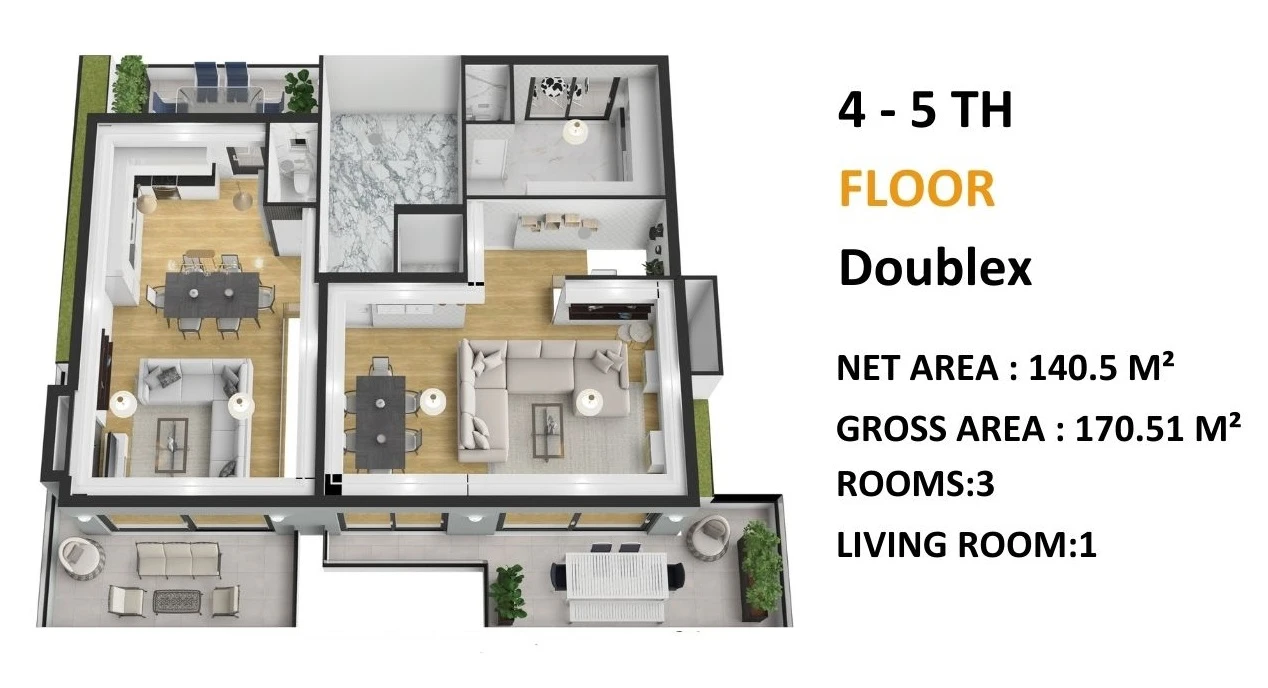 4 - 5 TH
FLOOR
Doublex
NET AREA : 140.5 M²
GROSS AREA : 170.51 M²
ROOMS:3
LIVING ROOM:1